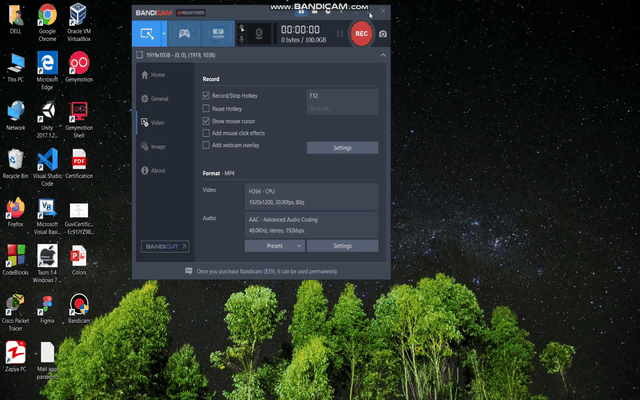 www.BANDICAM.com
BANDICAM UNREGISTERED
00:00:00
0 bytes / 100.0GB
REC
1919x1038 - (0, 0), (1919, 1038)
Home
General
Video
Image
About
BANDICUT
Record
Record/Stop Hotkey
F12
Pause Hotkey
Show mouse cursor
Add mouse click effects
Add webcam overlay
Settings
Format - MP4
Video
H264 - CPU
1920x1200, 30.00fps, 80q
Audio
AAC - Advanced Audio Coding
48.0KHz, stereo, 192kbps
Presets
Settings
Once you purchase Bandicam ($39), it can be used permanently.
DELL
Google
Chrome
Oracle VM
VirtualBox
This PC
Microsoft
Edge
Genymotion
Network
Unity
2017.1.2...
Genymotion
Shell
Recycle Bin
Visual Studio
Code
PDF
Certification
Firefox
Microsoft
Visual Basi...
GuviCertific...
CodeBlocks
Tasm 1.4
Windows 7...
PDF
Colors
Cisco Packet
Tracer
Figma
Bandicam
Zapya PC
Mail app
password